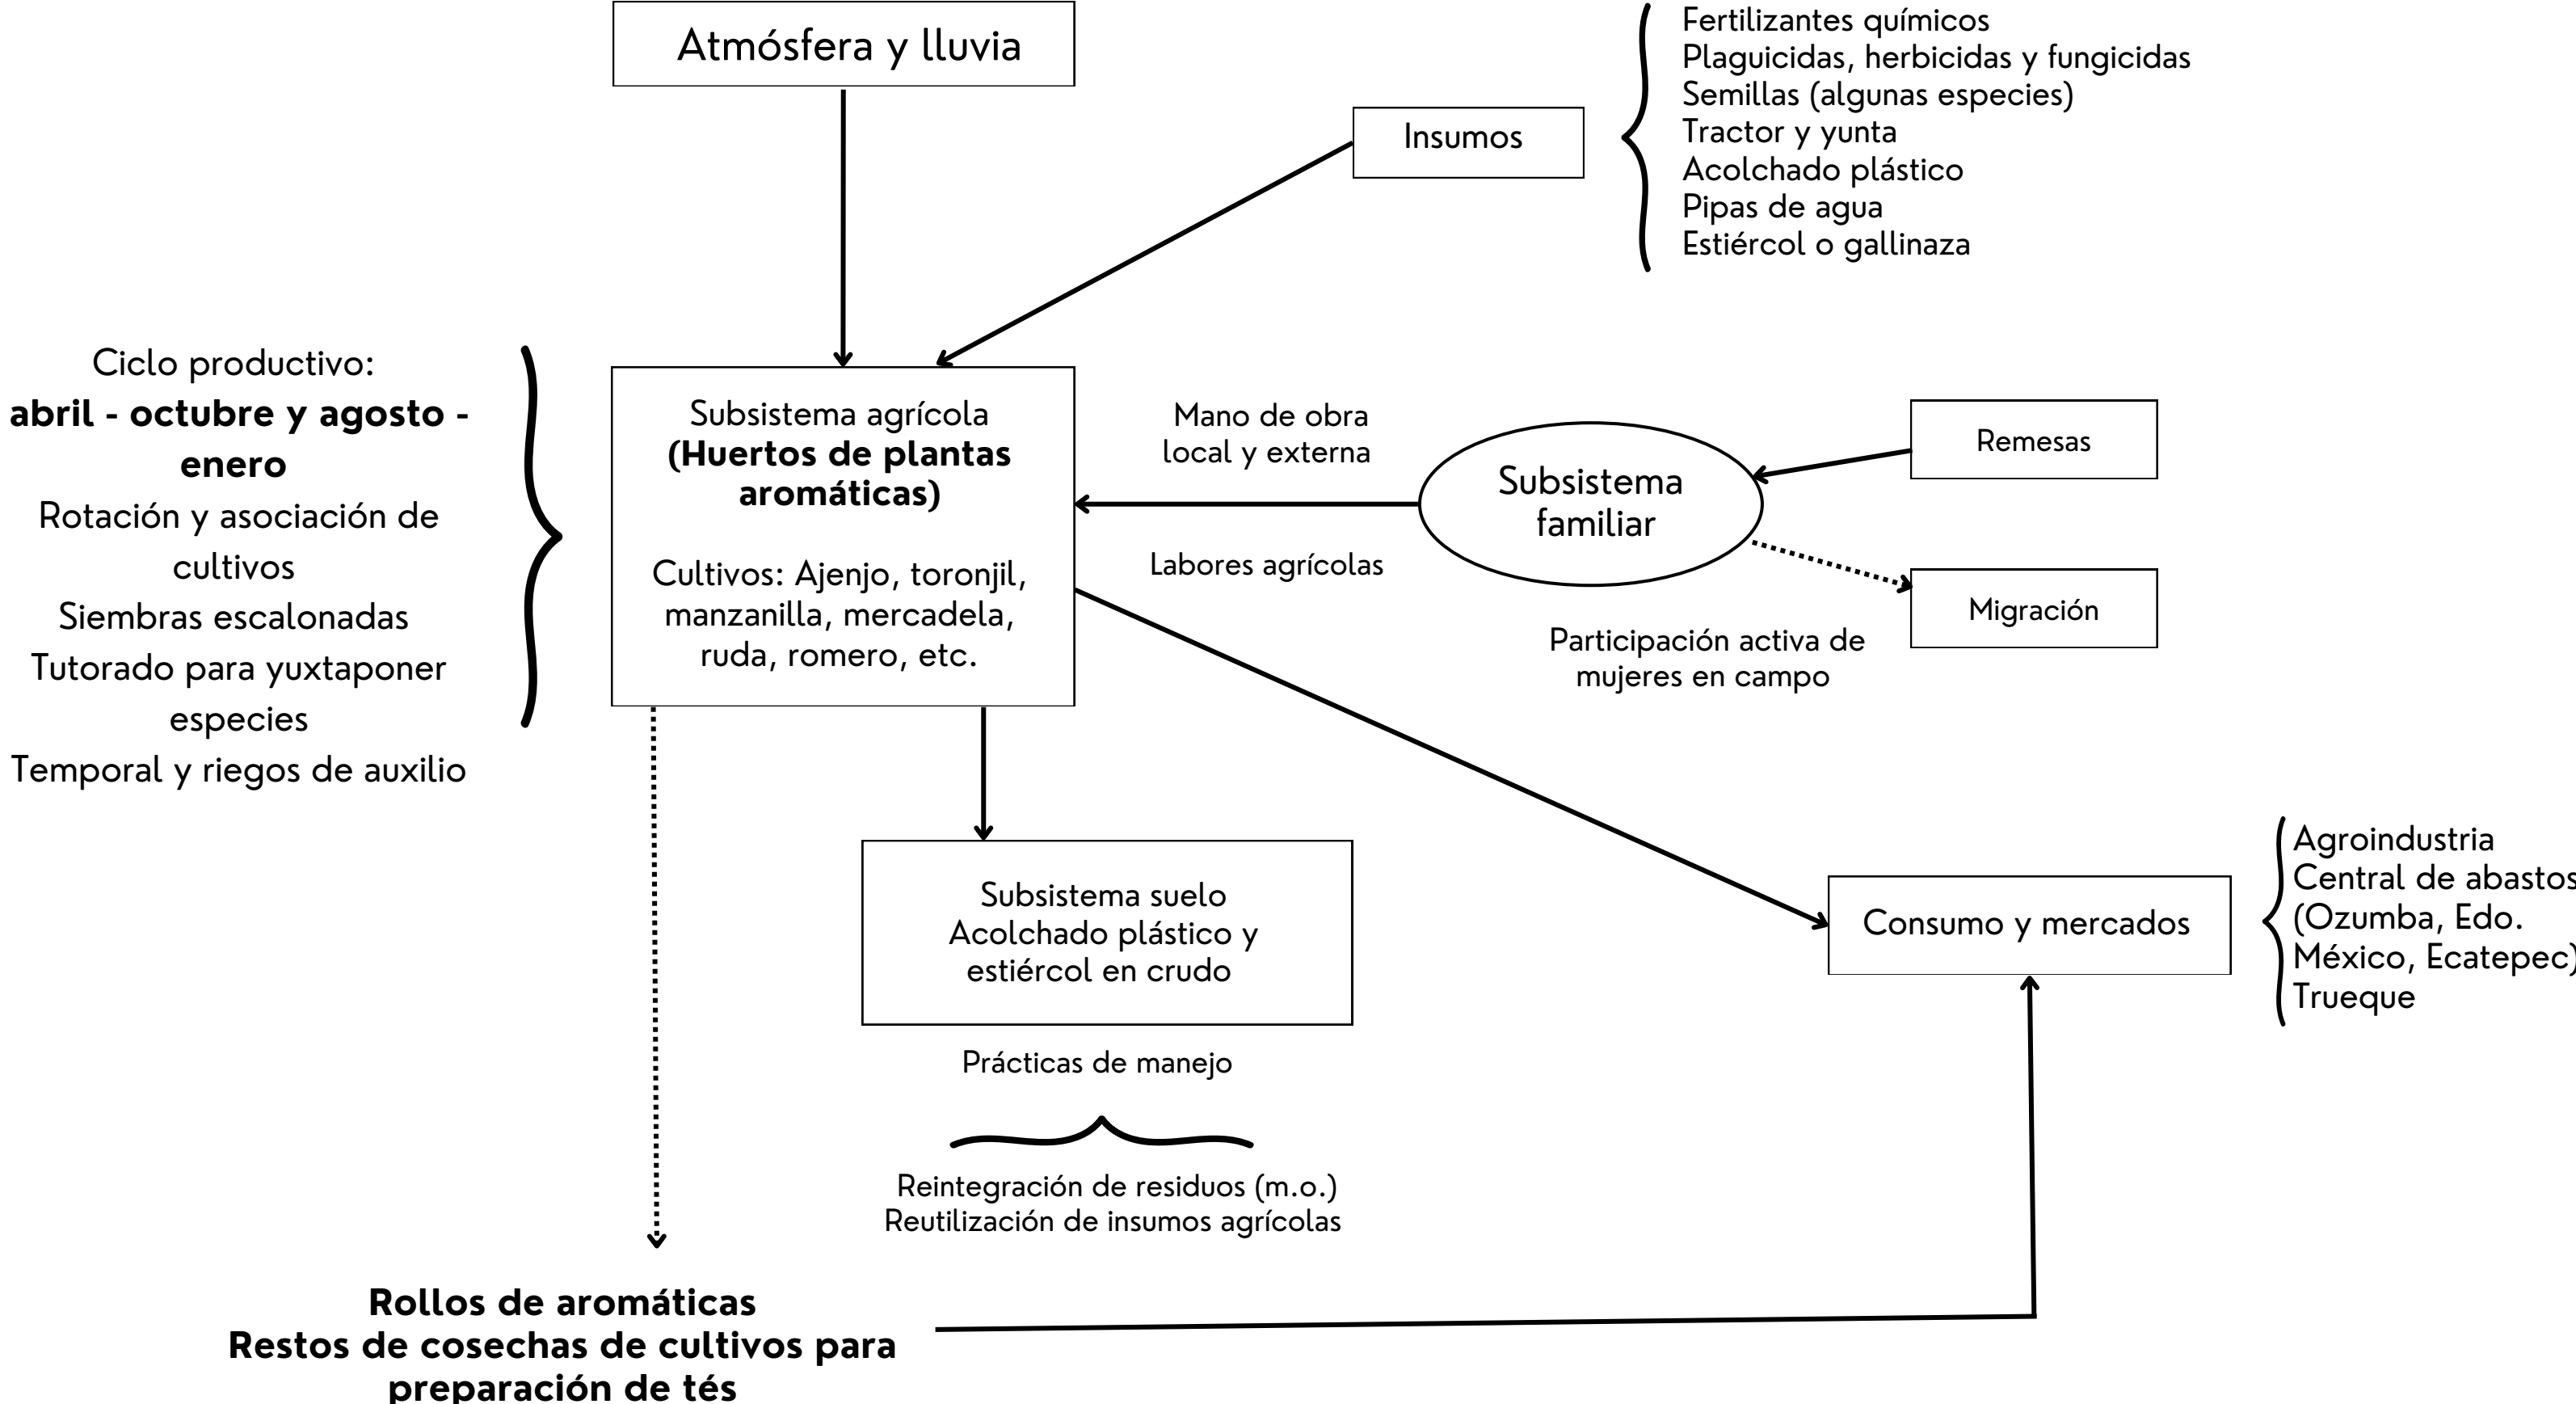 Atmósfera y lluvia
Insumos
Fertilizantes químicos
Plaguicidas, herbicidas y fungicidas
Semillas (algunas especies)
Tractor y yunta
Acolchado plástico
Pipas de agua
Estiércol o gallinaza
Ciclo productivo:
abril - octubre y agosto -
enero
Rotación y asociación de
cultivos
Siembras escalonadas
Tutorado para yuxtaponer
especies
Temporal y riegos de auxilio
Subsistema agrícola
(Huertos de plantas
aromáticas)
Cultivos: Ajenjo, toronjil,
manzanilla, mercadela,
ruda, romero, etc.
Mano de obra
local y externa
Labores agrícolas
Subsistema
familiar
Remesas
Migración
Participación activa de
mujeres en campo
Subsistema suelo
Acolchado plástico y
estiércol en crudo
Prácticas de manejo
Reintegración de residuos (m.o.)
Reutilización de insumos agrícolas
Consumo y mercados
Agroindustria
Central de abastos
(Ozumba, Edo.
México, Ecatepec)
Trueque
Rollos de aromáticas
Restos de cosechas de cultivos para
preparación de tés